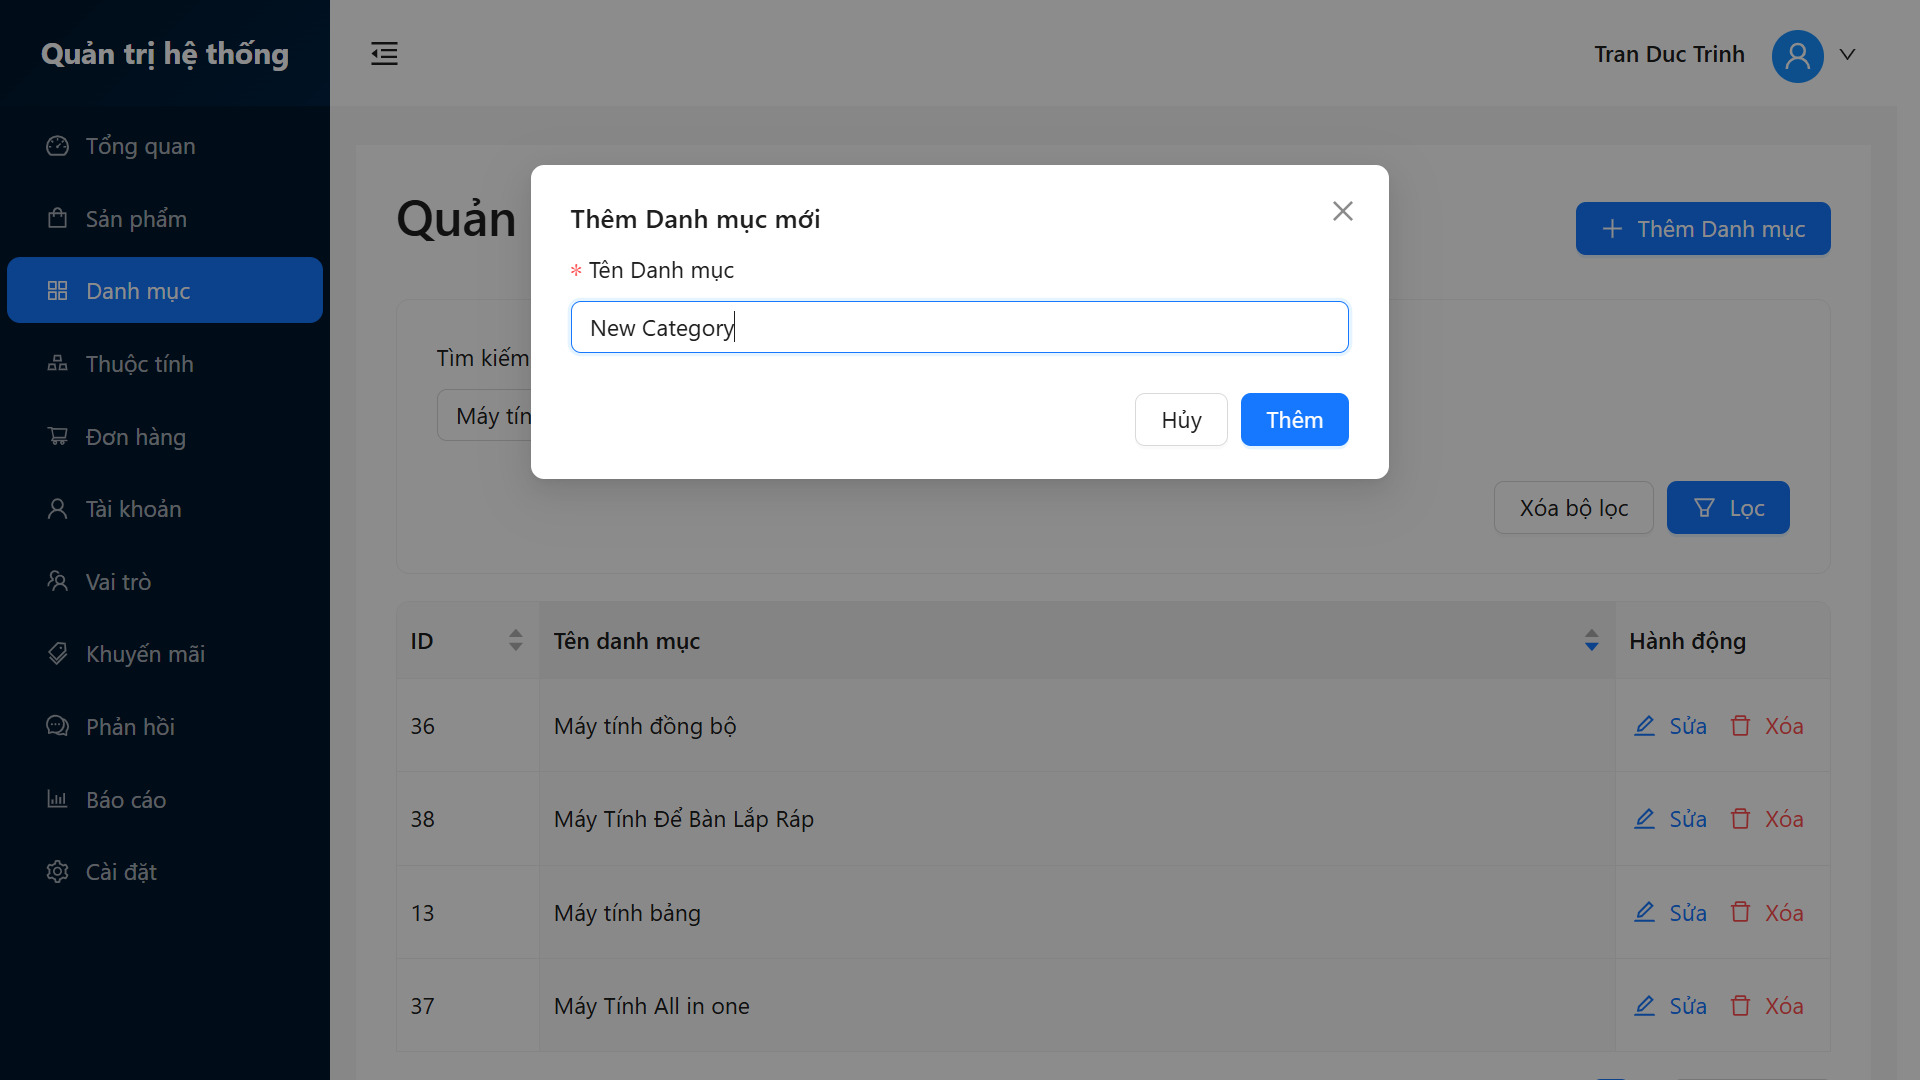 Quản trị hệ thống
Tran Duc Trinh
Tổng quan
Sản phẩm
Danh mục
Thuộc tính
Đơn hàng
Tài khoản
Vai trò
Khuyến mãi
Phản hồi
Báo cáo
Cài đặt
Quản
Thêm Danh mục
Thêm Danh mục mới
* Tên Danh mục
New Category
Hủy
Thêm
Tìm kiếm
Máy tín
Xóa bộ lọc
Lọc
ID Tên danh mục Hành động
36 Máy tính đồng bộ Sửa Xóa
38 Máy Tính Để Bàn Lắp Ráp Sửa Xóa
13 Máy tính bảng Sửa Xóa
37 Máy Tính All in one Sửa Xóa